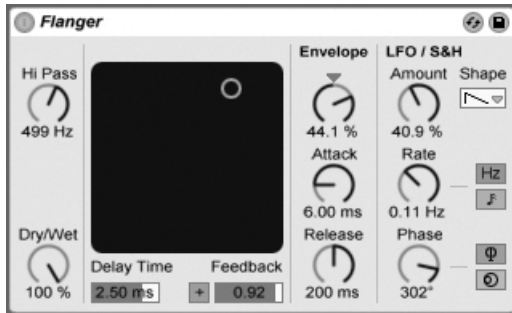 Flanger
Hi Pass
499 Hz
Dry/Wet
100 %
Delay Time
Feedback
2.50 ms
+
0.92
Envelope
44.1 %
Attack
6.00 ms
Release
200 ms
LFO / S&H
Amount
Shape
40.9 %
Rate
0.11 Hz
Hz
Phase
302°